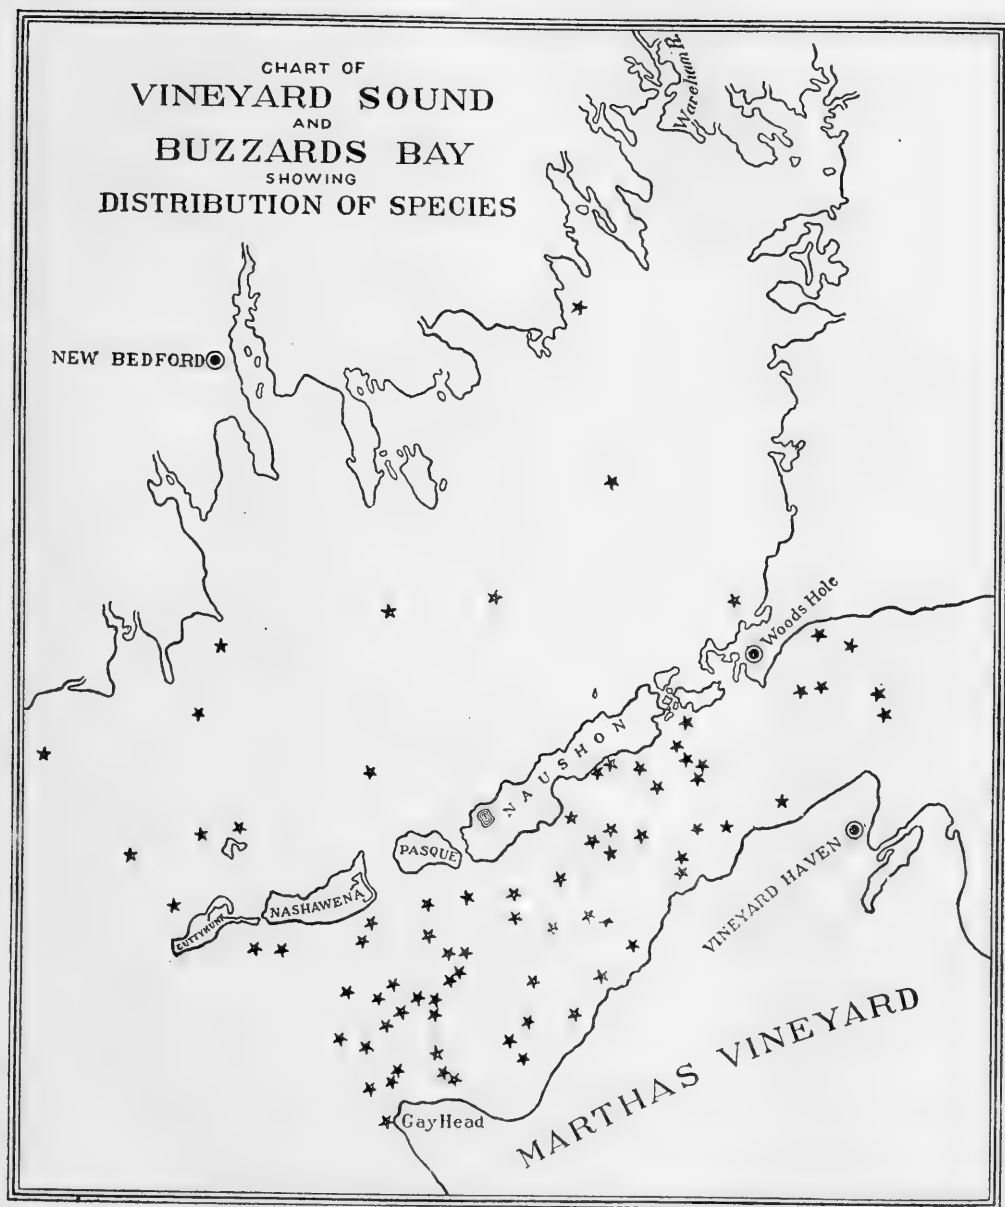 CHART OF
VINEYARD SOUND
AND
BUZZARDS BAY
SHOWING
DISTRIBUTION OF SPECIES
Wareham R.
NEW BEDFORD
Woods Hole
NAUSHON
PASQUE
NASHAWENA
CUTTYHUNK
VINEYARD HAVEN
MARTHAS VINEYARD
Gay Head